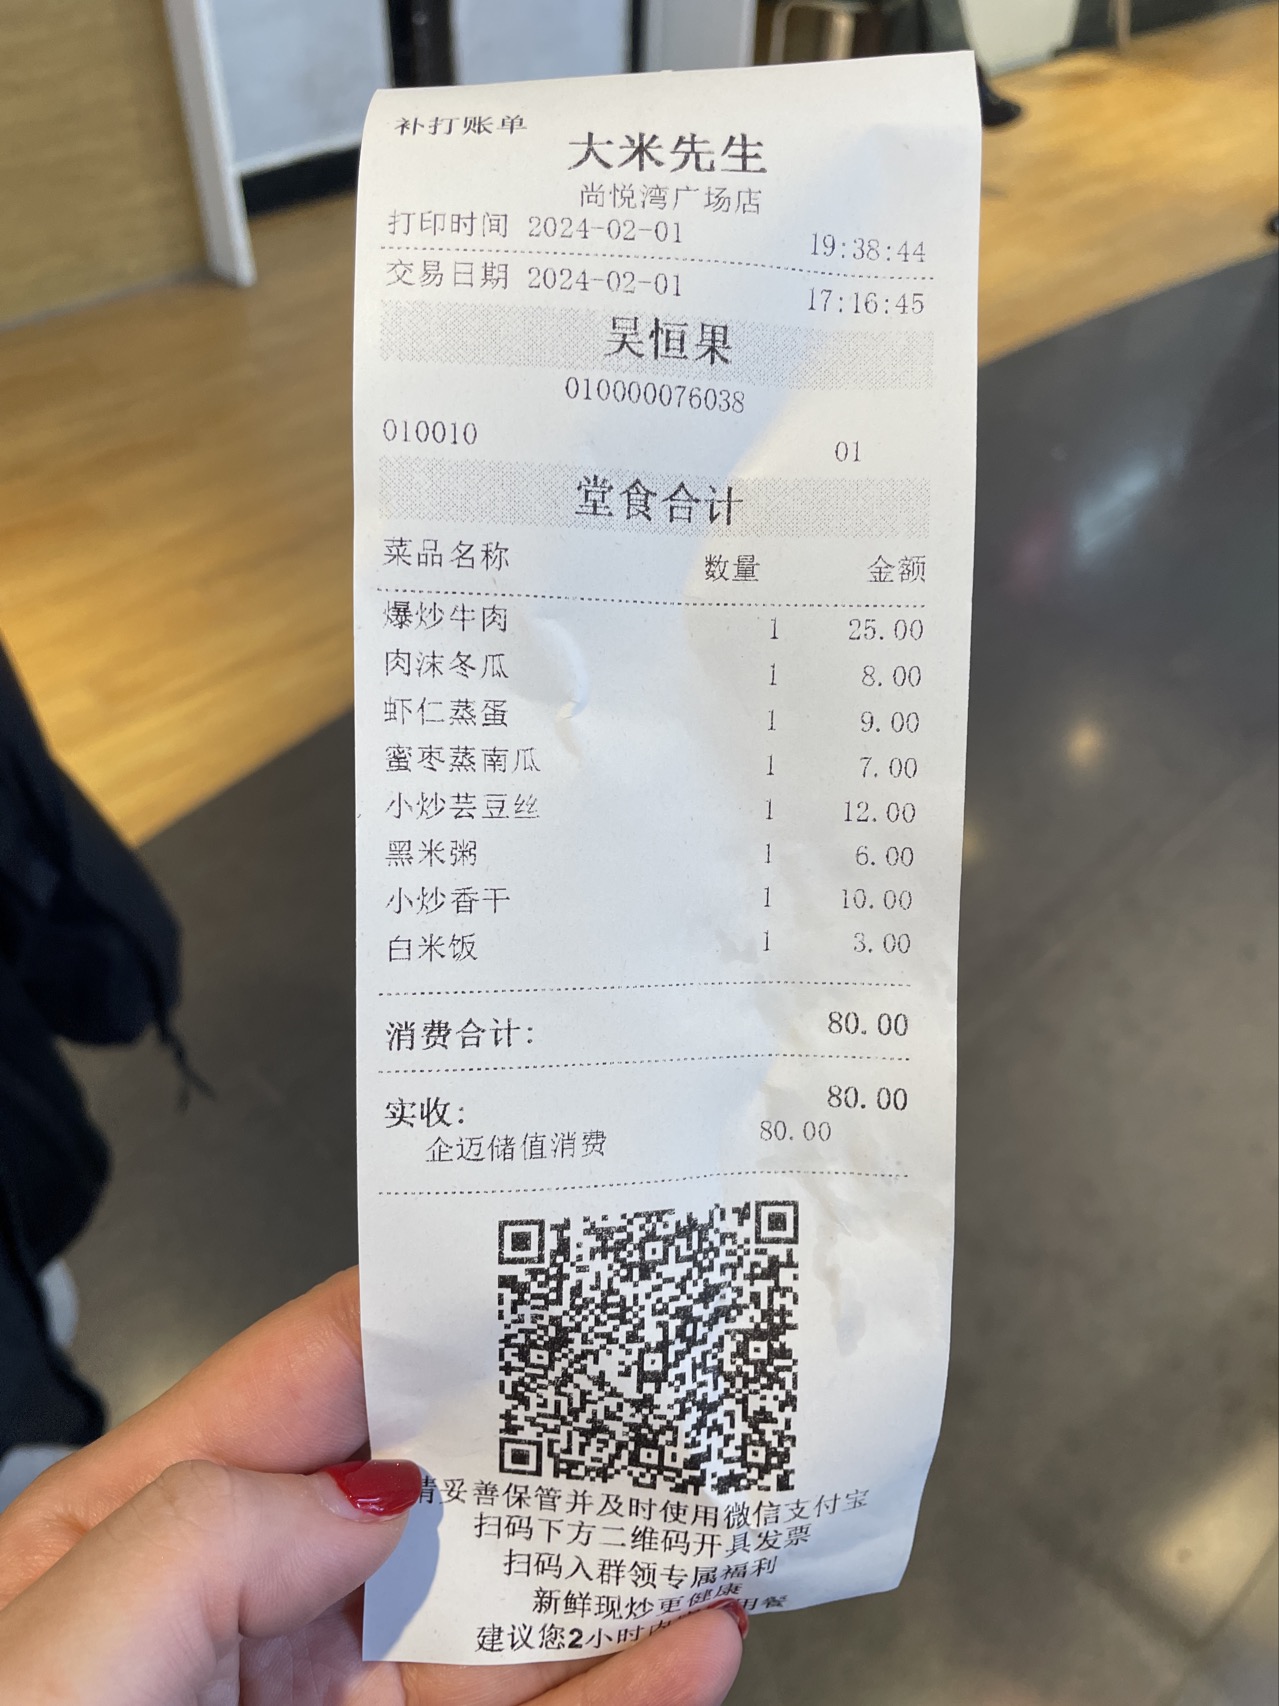 补打账单
大米先生
尚悦湾广场店
打印时间 2024-02-01 19:38:44
交易日期 2024-02-01 17:16:45
吴恒果
010000076038
010010 01
堂食合计
菜品名称 数量 金额
爆炒牛肉 1 25.00
肉沫冬瓜 1 8.00
虾仁蒸蛋 1 9.00
蜜枣蒸南瓜 1 7.00
小炒芸豆丝 1 12.00
黑米粥 1 6.00
小炒香干 1 10.00
白米饭 1 3.00
消费合计: 80.00
实收: 80.00
企迈储值消费 80.00
请妥善保管并及时使用微信支付宝
扫码下方二维码开具发票
扫码入群领专属福利
新鲜现炒更健康
建议您2小时内 用餐